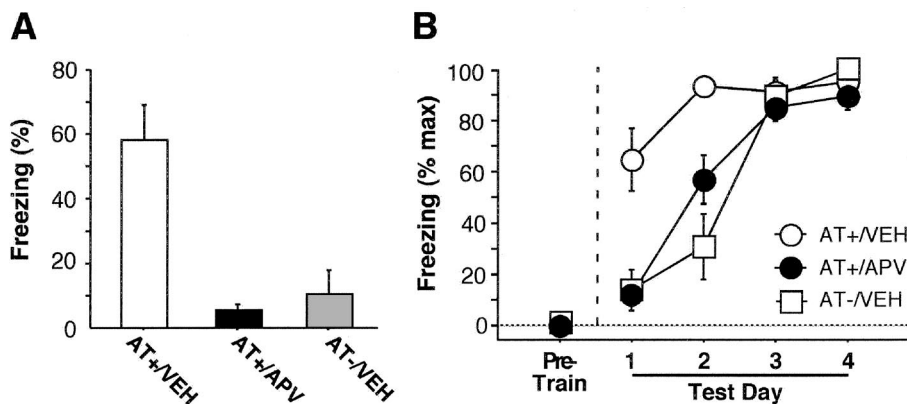 A
Freezing (%)
80
60
40
20
0
AT+/VEH
AT+/APV
AT-/VEH
B
Freezing (% max)
100
80
60
40
20
0
AT+/VEH
AT+/APV
AT-/VEH
Pre-
Train
1
2
3
4
Test Day